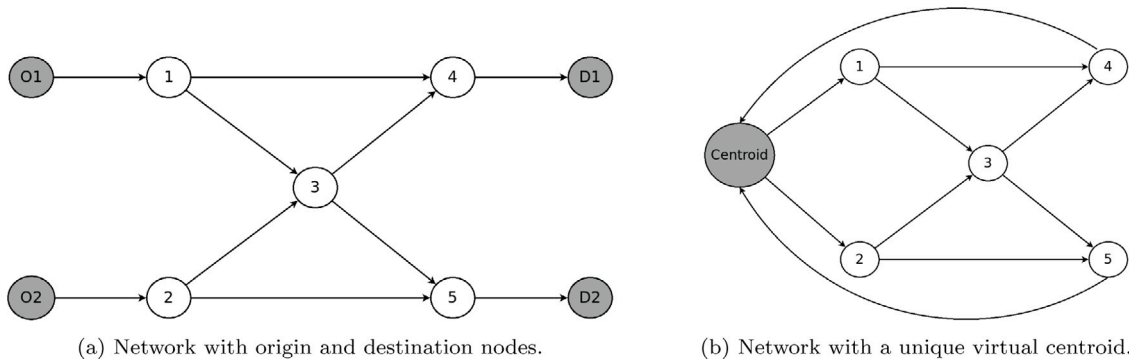 O1 1 4 D1
3
O2 2 5 D2
(a) Network with origin and destination nodes.
1 4
Centroid 3
2 5
(b) Network with a unique virtual centroid.